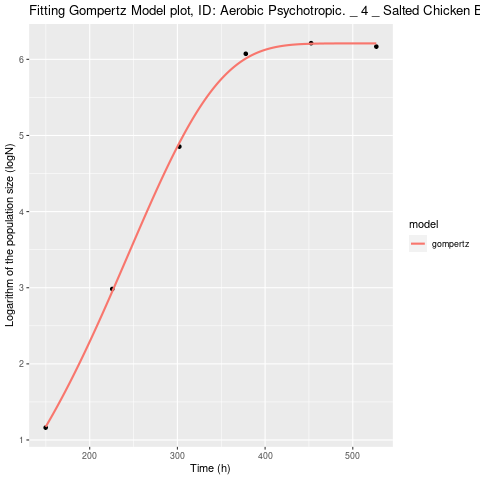 Fitting Gompertz Model plot, ID: Aerobic Psychotropic. _ 4 _ Salted Chicken
Logarithm of the population size (logN)
6
5
4
3
2
1
200
300
400
500
Time (h)
model
gompertz